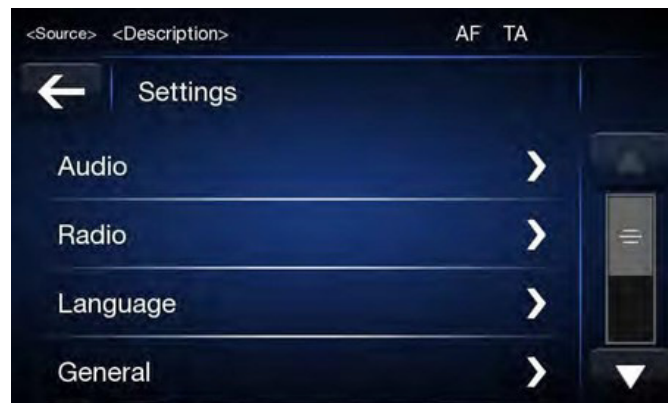 <Source> <Description> AF TA
Settings
Audio
Radio
Language
General